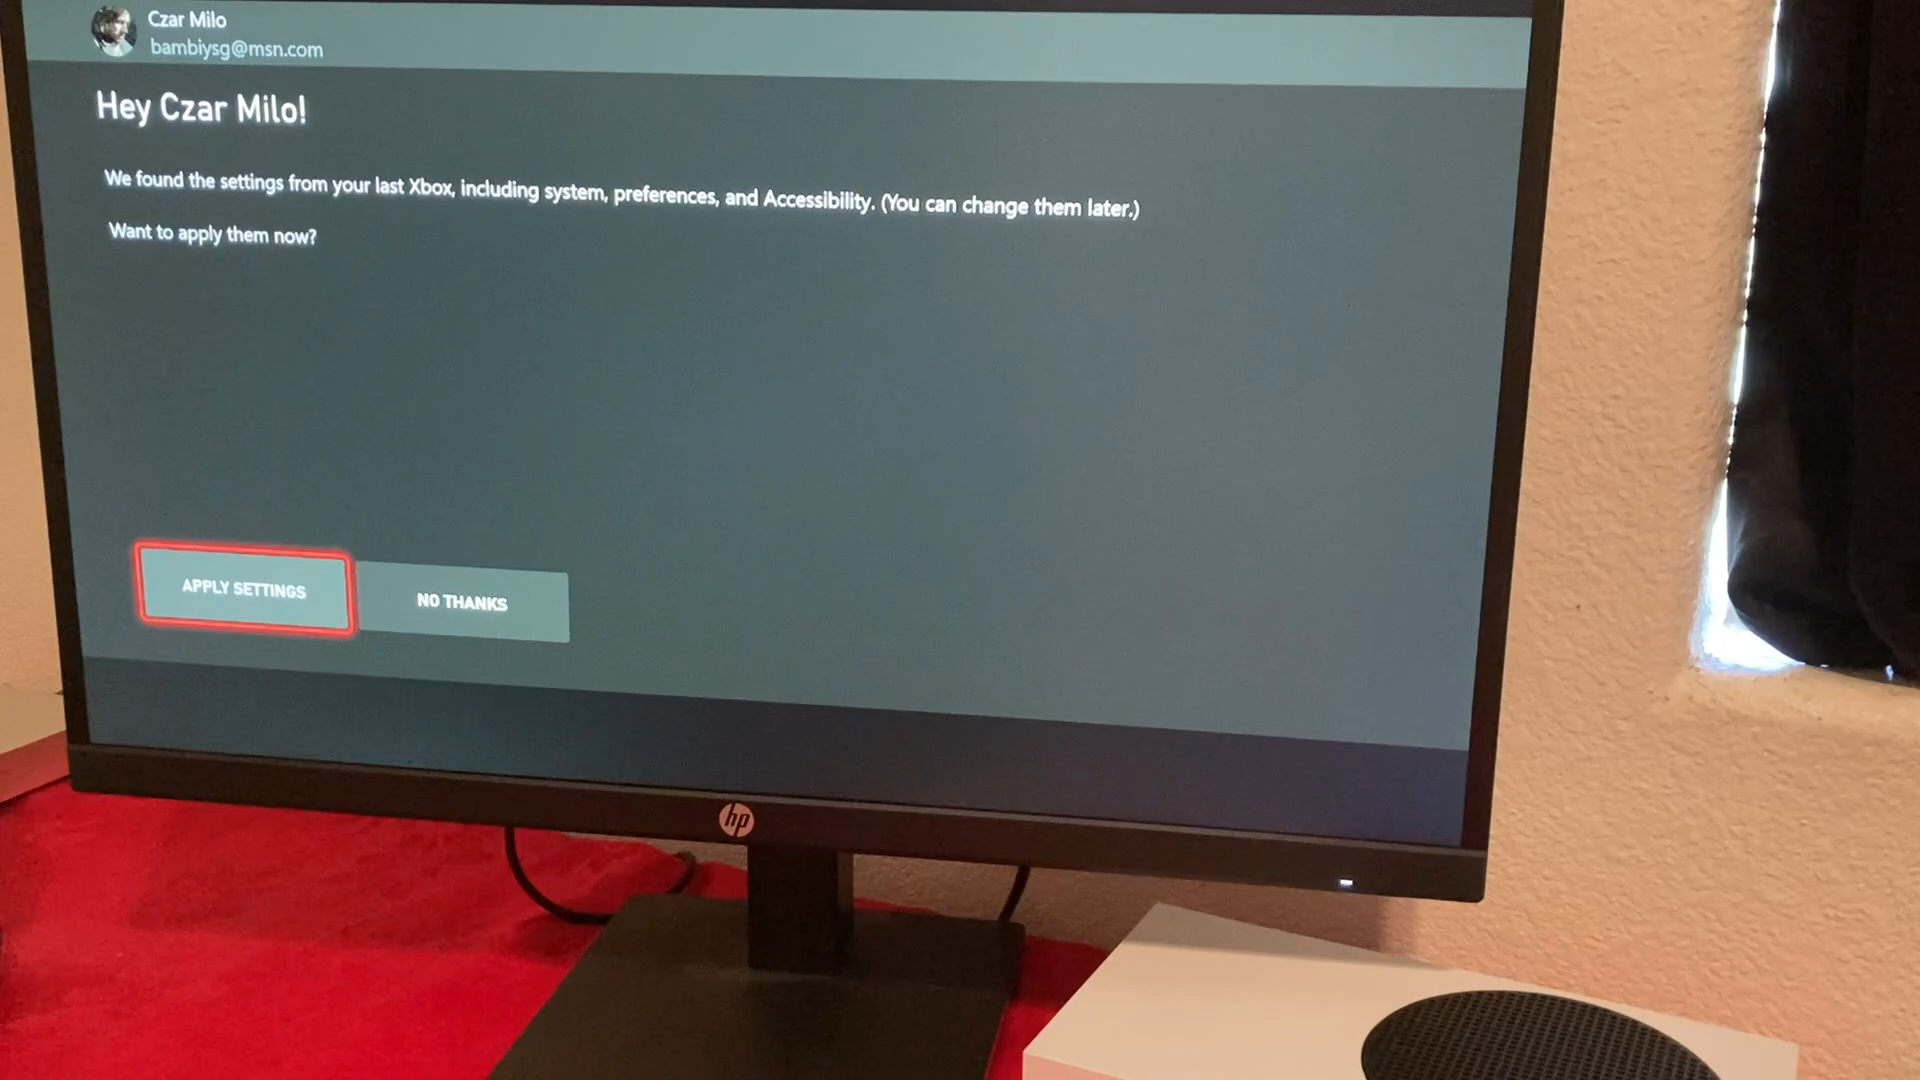 Czar Milo
bambiysg@msn.com
Hey Czar Milo!
We found the settings from your last Xbox, including system, preferences, and Accessibility. (You can change them later.)
Want to apply them now?
APPLY SETTINGS
NO THANKS
hp